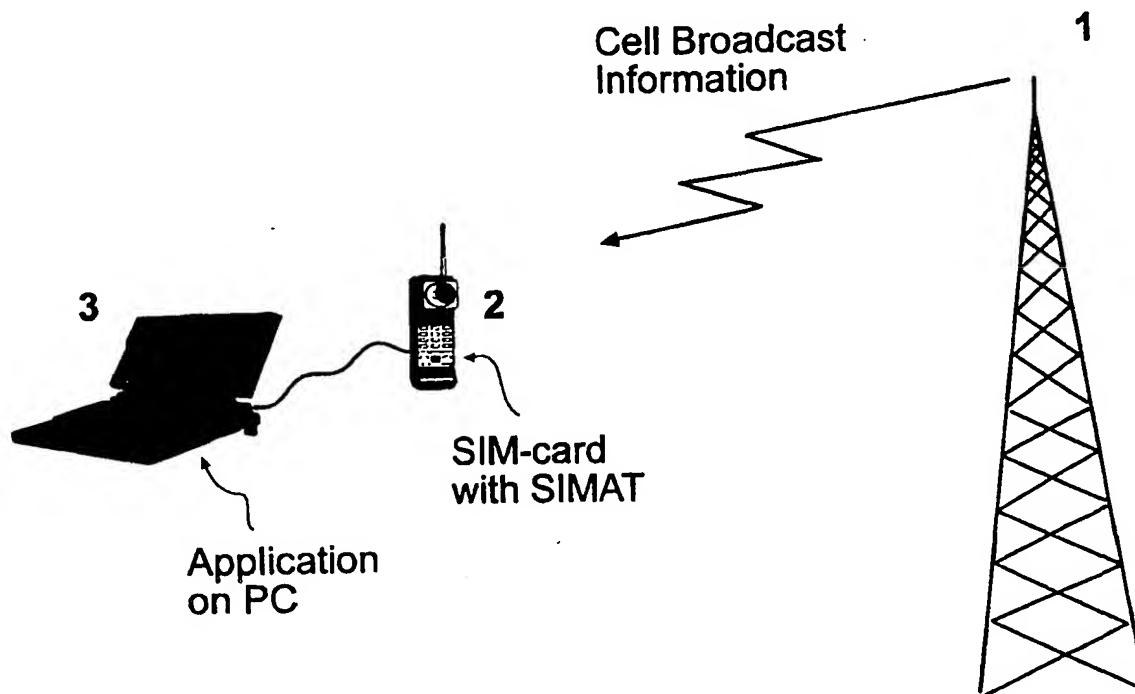 Cell Broadcast
Information
1
3
2
SIM-card
with SIMAT
Application
on PC